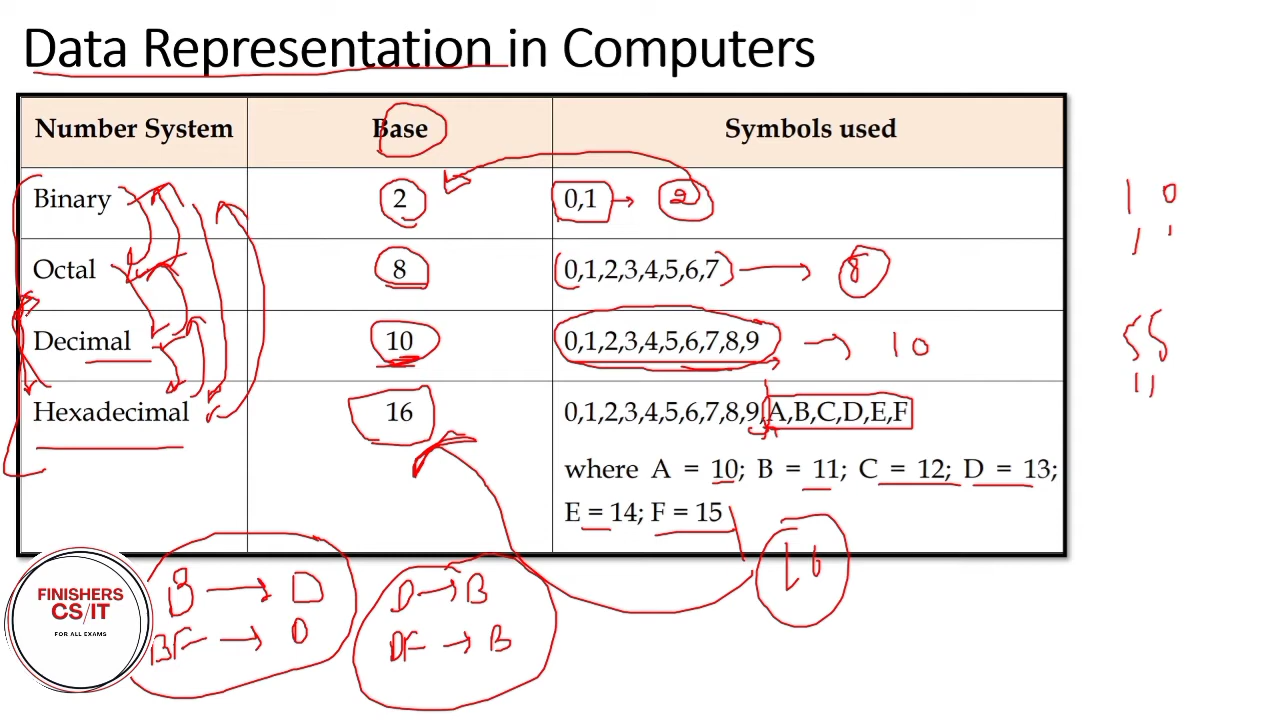 Data Representation in Computers
Number System Base Symbols used
Binary 2 0,1 → 2
Octal 8 0,1,2,3,4,5,6,7 → 8
Decimal 10 0,1,2,3,4,5,6,7,8,9 → 10
Hexadecimal 16 0,1,2,3,4,5,6,7,8,9,A,B,C,D,E,F
where A = 10; B = 11; C = 12; D = 13;
E = 14; F = 15
16
1 0
B → D
BF → D
D → B
DF → B
FINISHERS
CS/IT
FOR ALL EXAMS